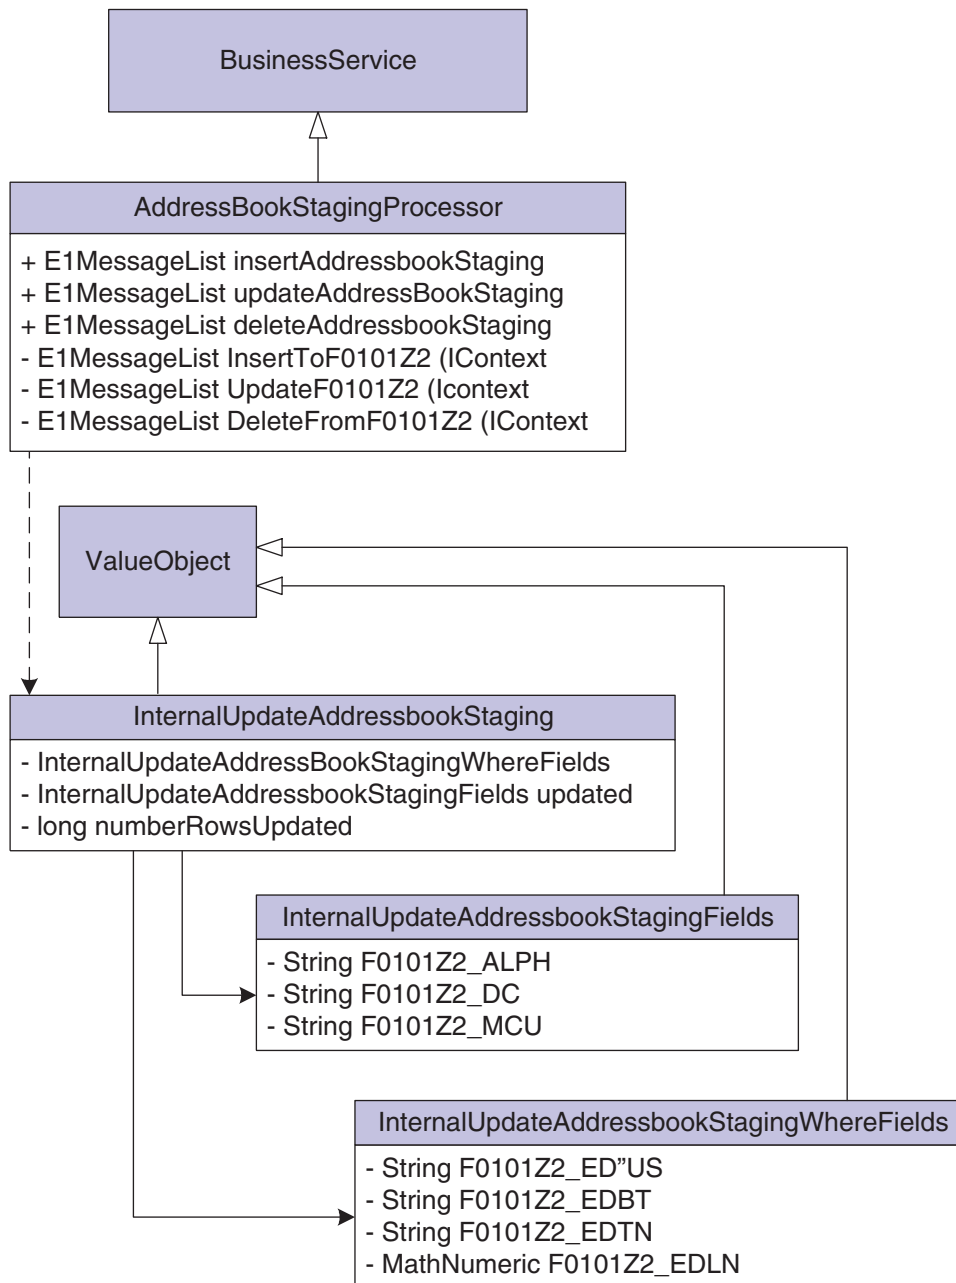 BusinessService
AddressBookStagingProcessor
+ E1MessageList insertAddressbookStaging
+ E1MessageList updateAddressBookStaging
+ E1MessageList deleteAddressbookStaging
- E1MessageList InsertToF0101Z2 (IContext
- E1MessageList UpdateF0101Z2 (Icontext
- E1MessageList DeleteFromF0101Z2 (IContext
ValueObject
InternalUpdateAddressbookStaging
- InternalUpdateAddressBookStagingWhereFields
- InternalUpdateAddressbookStagingFields updated
- long numberRowsUpdated
InternalUpdateAddressbookStagingFields
- String F0101Z2_ALPH
- String F0101Z2_DC
- String F0101Z2_MCU
InternalUpdateAddressbookStagingWhereFields
- String F0101Z2_ED”US
- String F0101Z2_EDBT
- String F0101Z2_EDTN
- MathNumeric F0101Z2_EDLN